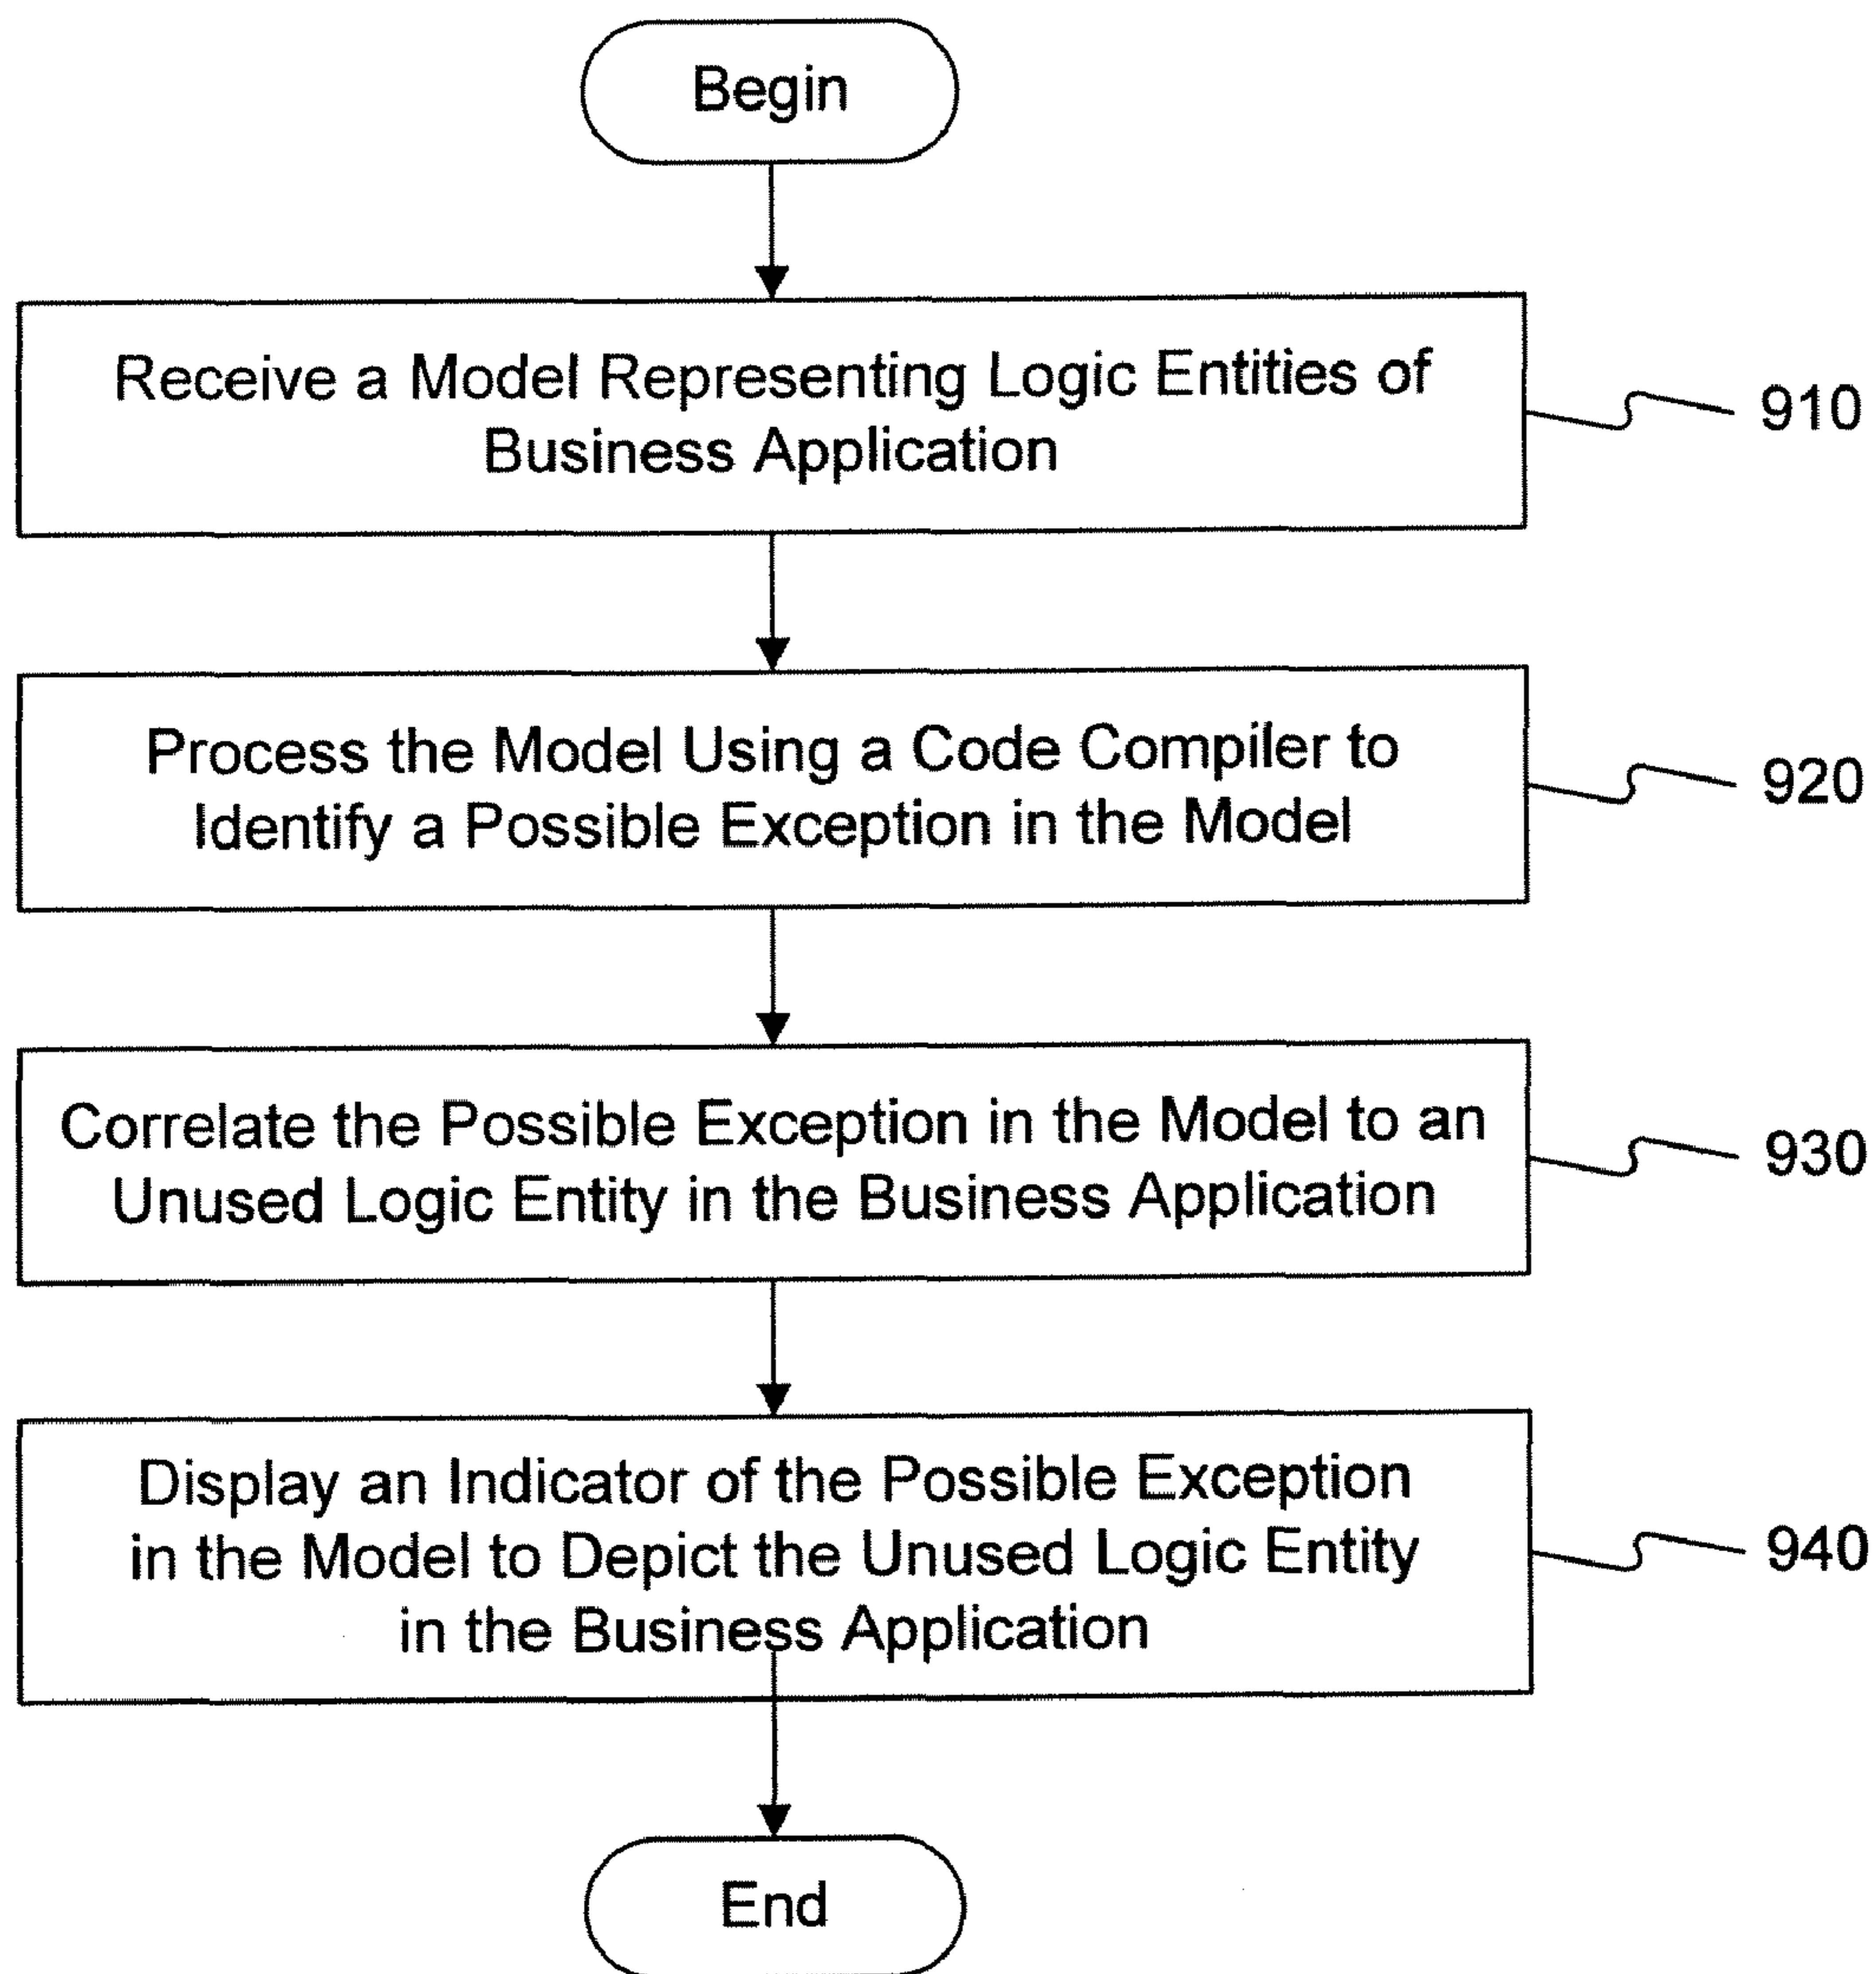 Begin
Receive a Model Representing Logic Entities of
Business Application
910
Process the Model Using a Code Compiler to
Identify a Possible Exception in the Model
920
Correlate the Possible Exception in the Model to an
Unused Logic Entity in the Business Application
930
Display an Indicator of the Possible Exception
in the Model to Depict the Unused Logic Entity
in the Business Application
940
End